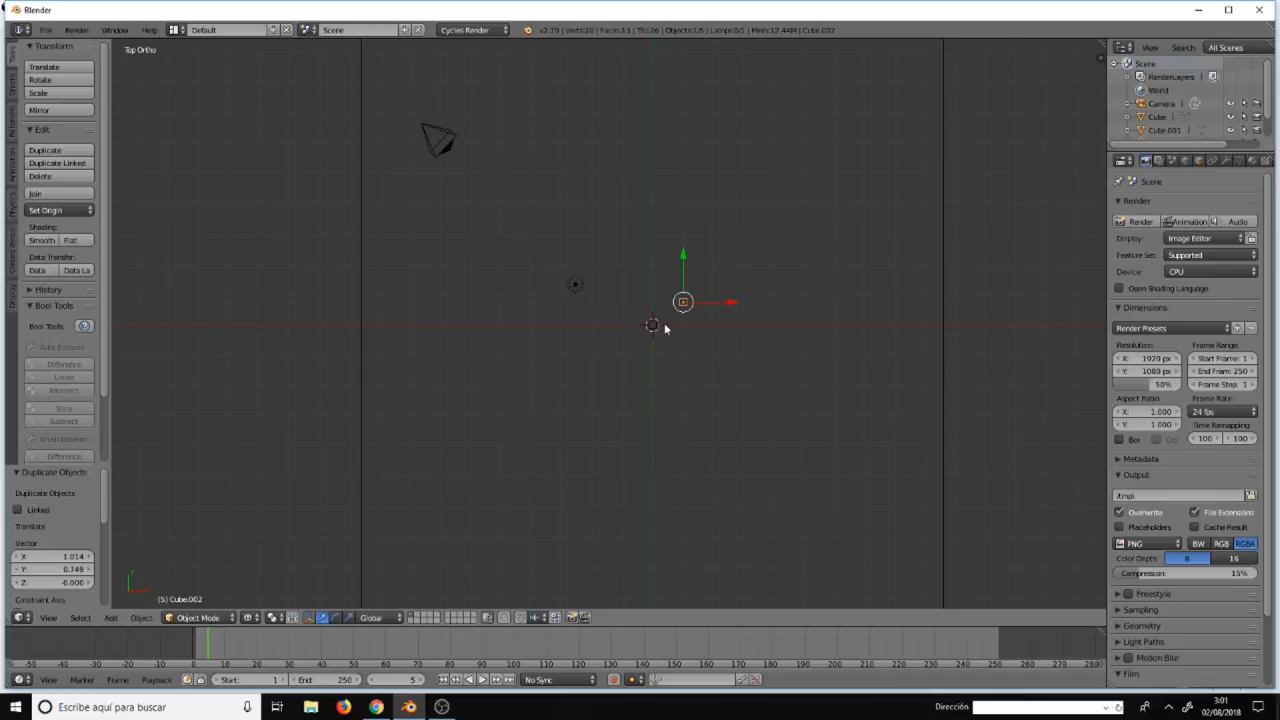 Blender
File Render Window Help Default Scene Cycles Render v2.79 | Verts:20 | Faces:13 | Tris:26 | Objects:1/5 | Lamps:0/1 | Mem:12.44M | Cube.002
Transform
Translate
Rotate
Scale
Mirror
Edit
Duplicate
Duplicate Linked
Delete
Join
Set Origin
Shading:
Smooth Flat
Data Transfer:
Data Data La
History
Bool Tools
Bool Tools
Auto Boolean
Difference
Union
Intersect
Slice
Subtract
Brush Boolean
Difference
Duplicate Objects
Duplicate Objects
Linked
Translate
Vector
X: 1.014
Y: 0.749
Z: -0.000
Constraint Axis
Top Ortho
(5) Cube.002
View Select Add Object Object Mode Global
View Search All Scenes
Scene
RenderLayers
World
Camera
Cube
Cube.001
Scene
Render
Render Animation Audio
Display: Image Editor
Feature Set: Supported
Device: CPU
Open Shading Language
Dimensions
Render Presets
Resolution: Frame Range:
X: 1920 px Start Frame: 1
Y: 1080 px End Fram: 250
50% Frame Step: 1
Aspect Ratio: Frame Rate:
X: 1.000 24 fps
Y: 1.000 Time Remapping:
Bor Cro 100 100
Metadata
Output
/tmp\
Overwrite File Extensions
Placeholders Cache Result
PNG BW RGB RGBA
Color Depth: 8 16
Compression: 15%
Freestyle
Sampling
Geometry
Light Paths
Motion Blur
Film
-50 -40 -30 -20 -10 0 10 20 30 40 50 60 70 80 90 100 110 120 130 140 150 160 170 180 190 200 210 220 230 240 250 260 270 280
View Marker Frame Playback Start: 1 End: 250 5 No Sync
Escribe aquí para buscar
Dirección
3:01
02/08/2018